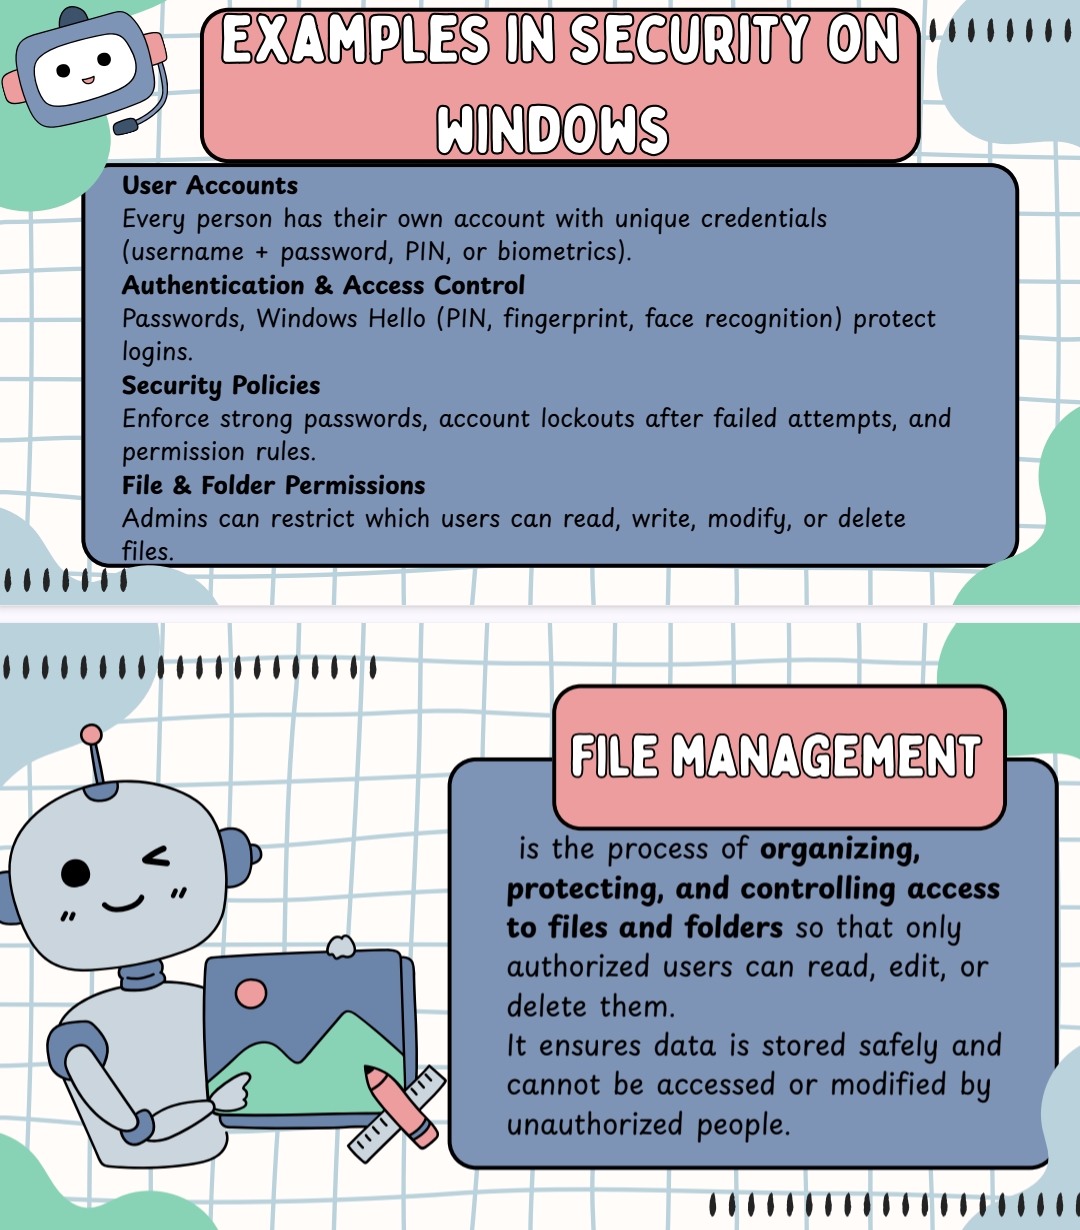 EXAMPLES IN SECURITY ON
WINDOWS
User Accounts
Every person has their own account with unique credentials
(username + password, PIN, or biometrics).
Authentication & Access Control
Passwords, Windows Hello (PIN, fingerprint, face recognition) protect
logins.
Security Policies
Enforce strong passwords, account lockouts after failed attempts, and
permission rules.
File & Folder Permissions
Admins can restrict which users can read, write, modify, or delete
files.
FILE MANAGEMENT
is the process of organizing,
protecting, and controlling access
to files and folders so that only
authorized users can read, edit, or
delete them.
It ensures data is stored safely and
cannot be accessed or modified by
unauthorized people.